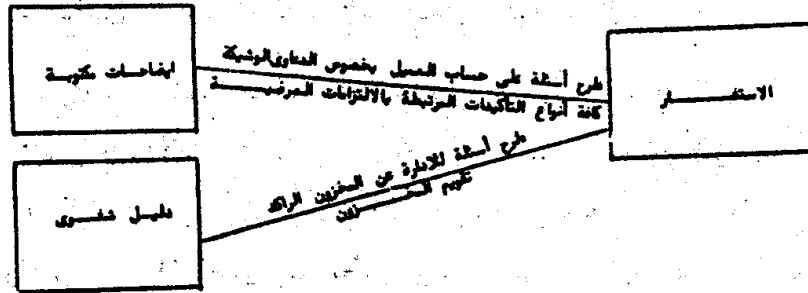 الاستفسار
طرح أسئلة على حساب العميل بخصوص الدعاوى الوشيكة
كافة أنواع التأكيدات المرتبطة بالالتزامات العرضية
ايضاحات مكتوبة
طرح أسئلة للادارة عن المخزون الراكد
تقويم المخزون
دليل شفوى